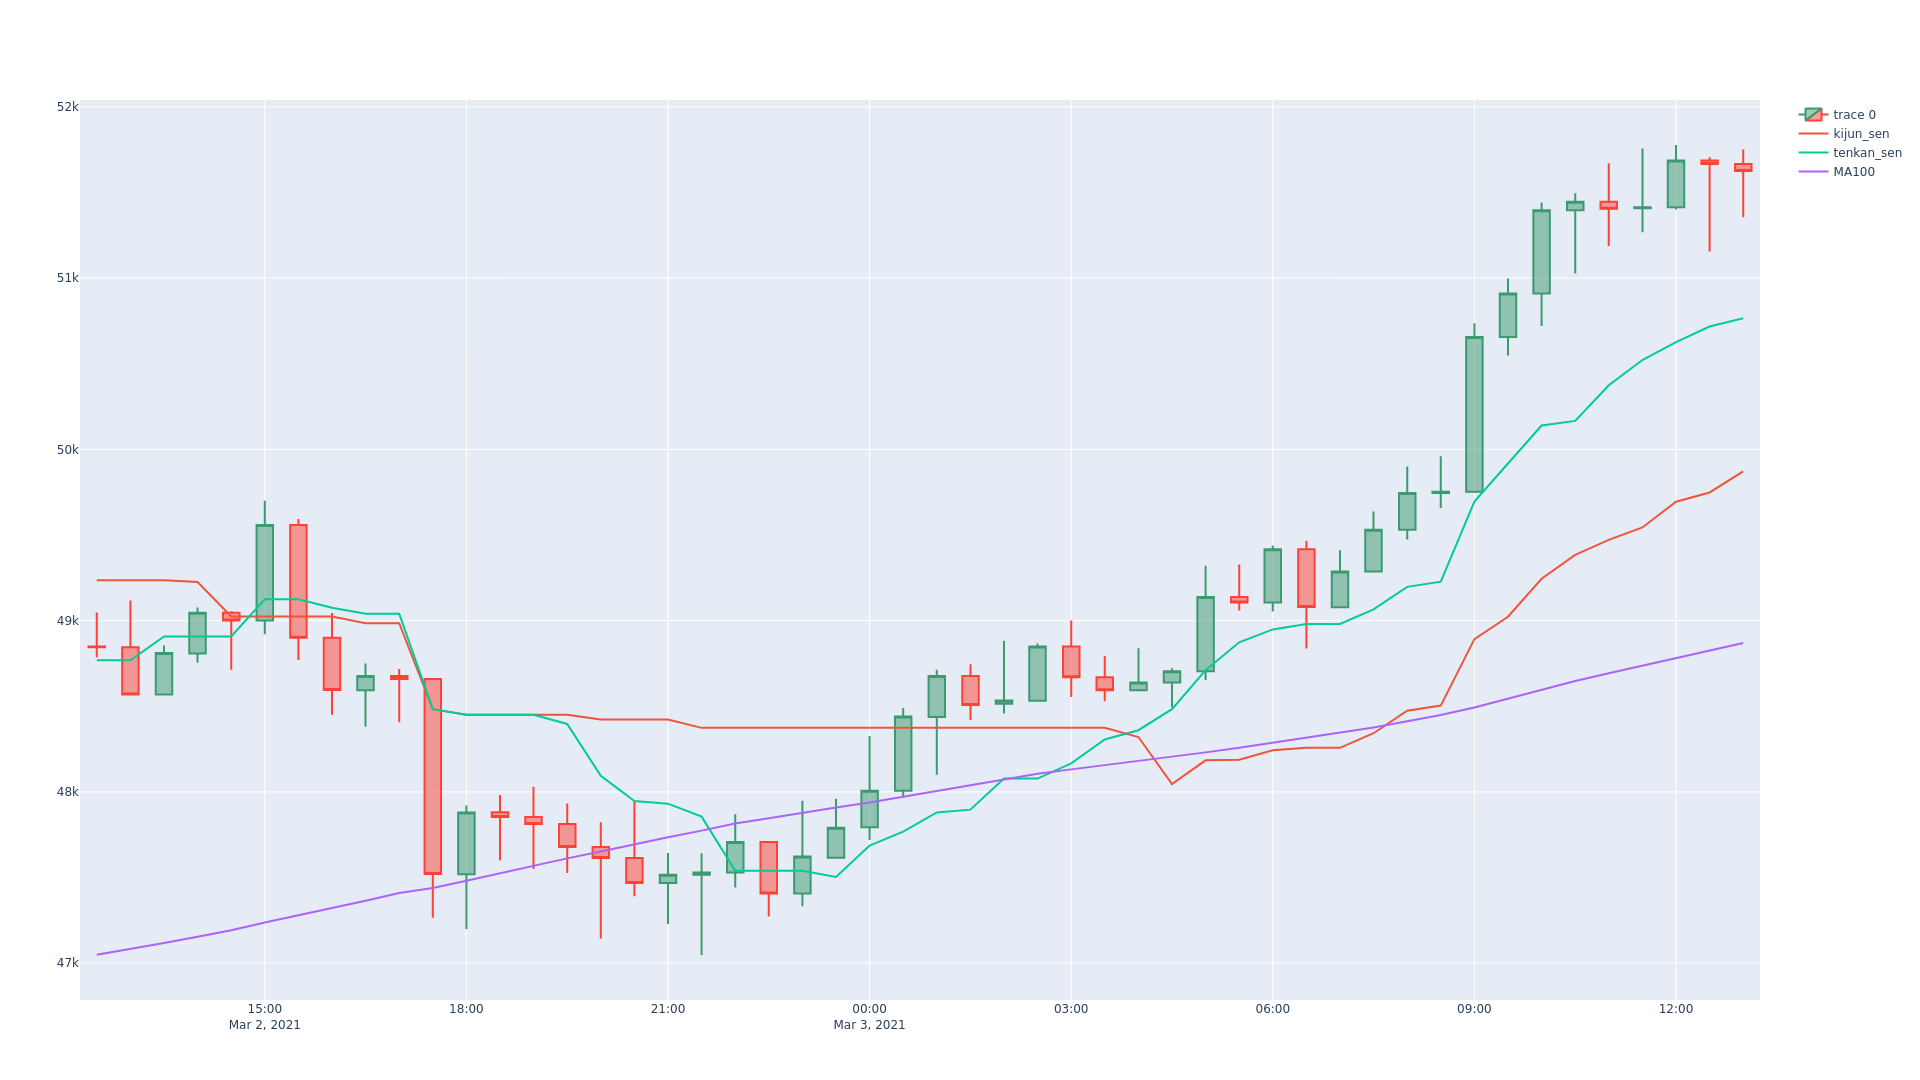 52k
51k
50k
49k
48k
47k
15:00
Mar 2, 2021
18:00
21:00
00:00
Mar 3, 2021
03:00
06:00
09:00
12:00
trace 0
kijun_sen
tenkan_sen
MA100